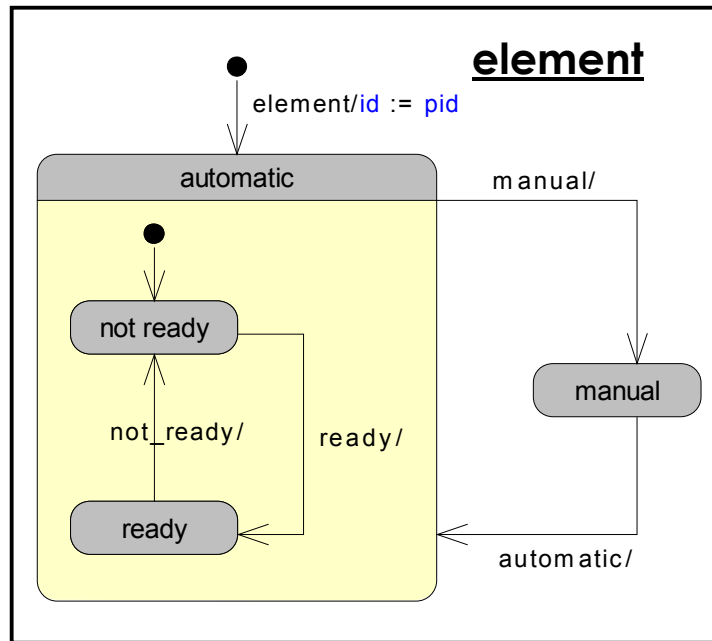 element
element/id := pid
automatic
manual/
not ready
manual
not_ready/
ready/
ready
automatic/